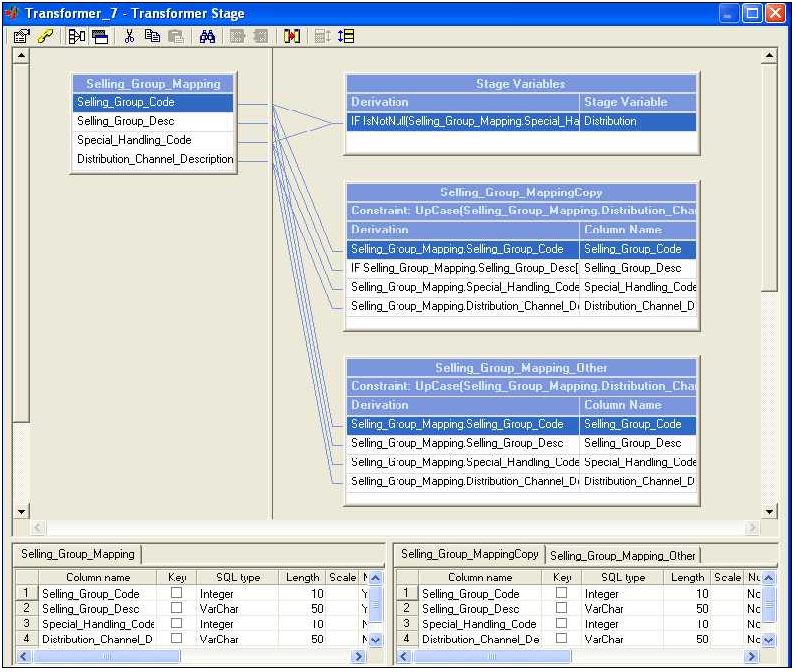 Transformer_7 - Transformer Stage
Selling_Group_Mapping
Selling_Group_Code
Selling_Group_Desc
Special_Handling_Code
Distribution_Channel_Description
Stage Variables
Derivation Stage Variable
IF IsNotNull(Selling_Group_Mapping.Special_Ha Distribution
Selling_Group_MappingCopy
Constraint: UpCase(Selling_Group_Mapping.Distribution_Cha
Derivation Column Name
Selling_Group_Mapping.Selling_Group_Code Selling_Group_Code
IF Selling_Group_Mapping.Selling_Group_Desc[ Selling_Group_Desc
Selling_Group_Mapping.Special_Handling_Code Special_Handling_Code
Selling_Group_Mapping.Distribution_Channel_De Distribution_Channel_D
Selling_Group_Mapping_Other
Constraint: UpCase(Selling_Group_Mapping.Distribution_Cha
Derivation Column Name
Selling_Group_Mapping.Selling_Group_Code Selling_Group_Code
Selling_Group_Mapping.Selling_Group_Desc Selling_Group_Desc
Selling_Group_Mapping.Special_Handling_Code Special_Handling_Code
Selling_Group_Mapping.Distribution_Channel_De Distribution_Channel_D
Selling_Group_Mapping
Column name Key SQL type Length Scale N
1 Selling_Group_Code Integer 10 Y
2 Selling_Group_Desc VarChar 50 Y
3 Special_Handling_Code Integer 10 N
4 Distribution_Channel_D VarChar 50 N
Selling_Group_MappingCopy Selling_Group_Mapping_Other
Column name Key SQL type Length Scale Nu
1 Selling_Group_Code Integer 10 No
2 Selling_Group_Desc VarChar 50 No
3 Special_Handling_Code Integer 10 No
4 Distribution_Channel_De VarChar 50 No